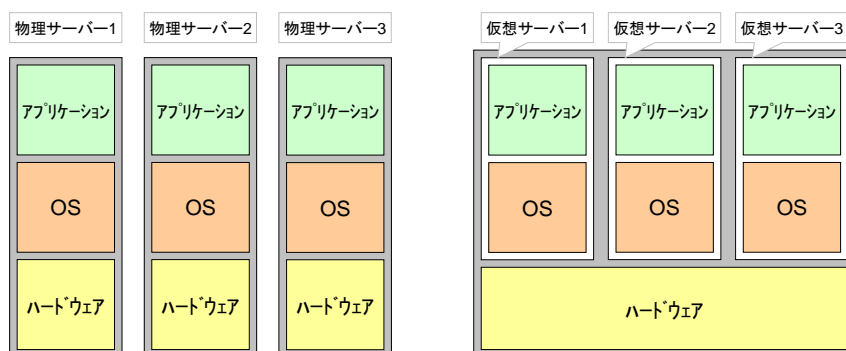 物理サーバー1
物理サーバー2
物理サーバー3
仮想サーバー1
仮想サーバー2
仮想サーバー3
アプリケーション
アプリケーション
アプリケーション
アプリケーション
アプリケーション
アプリケーション
OS
OS
OS
OS
OS
OS
ハードウェア
ハードウェア
ハードウェア
ハードウェア